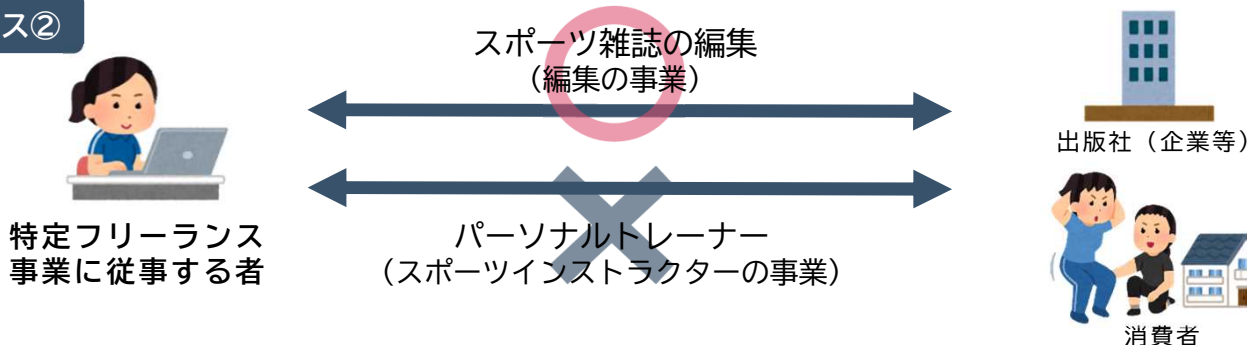 ス②
スポーツ雑誌の編集
（編集の事業）
出版社（企業等）
特定フリーランス
事業に従事する者
パーソナルトレーナー
（スポーツインストラクターの事業）
消費者